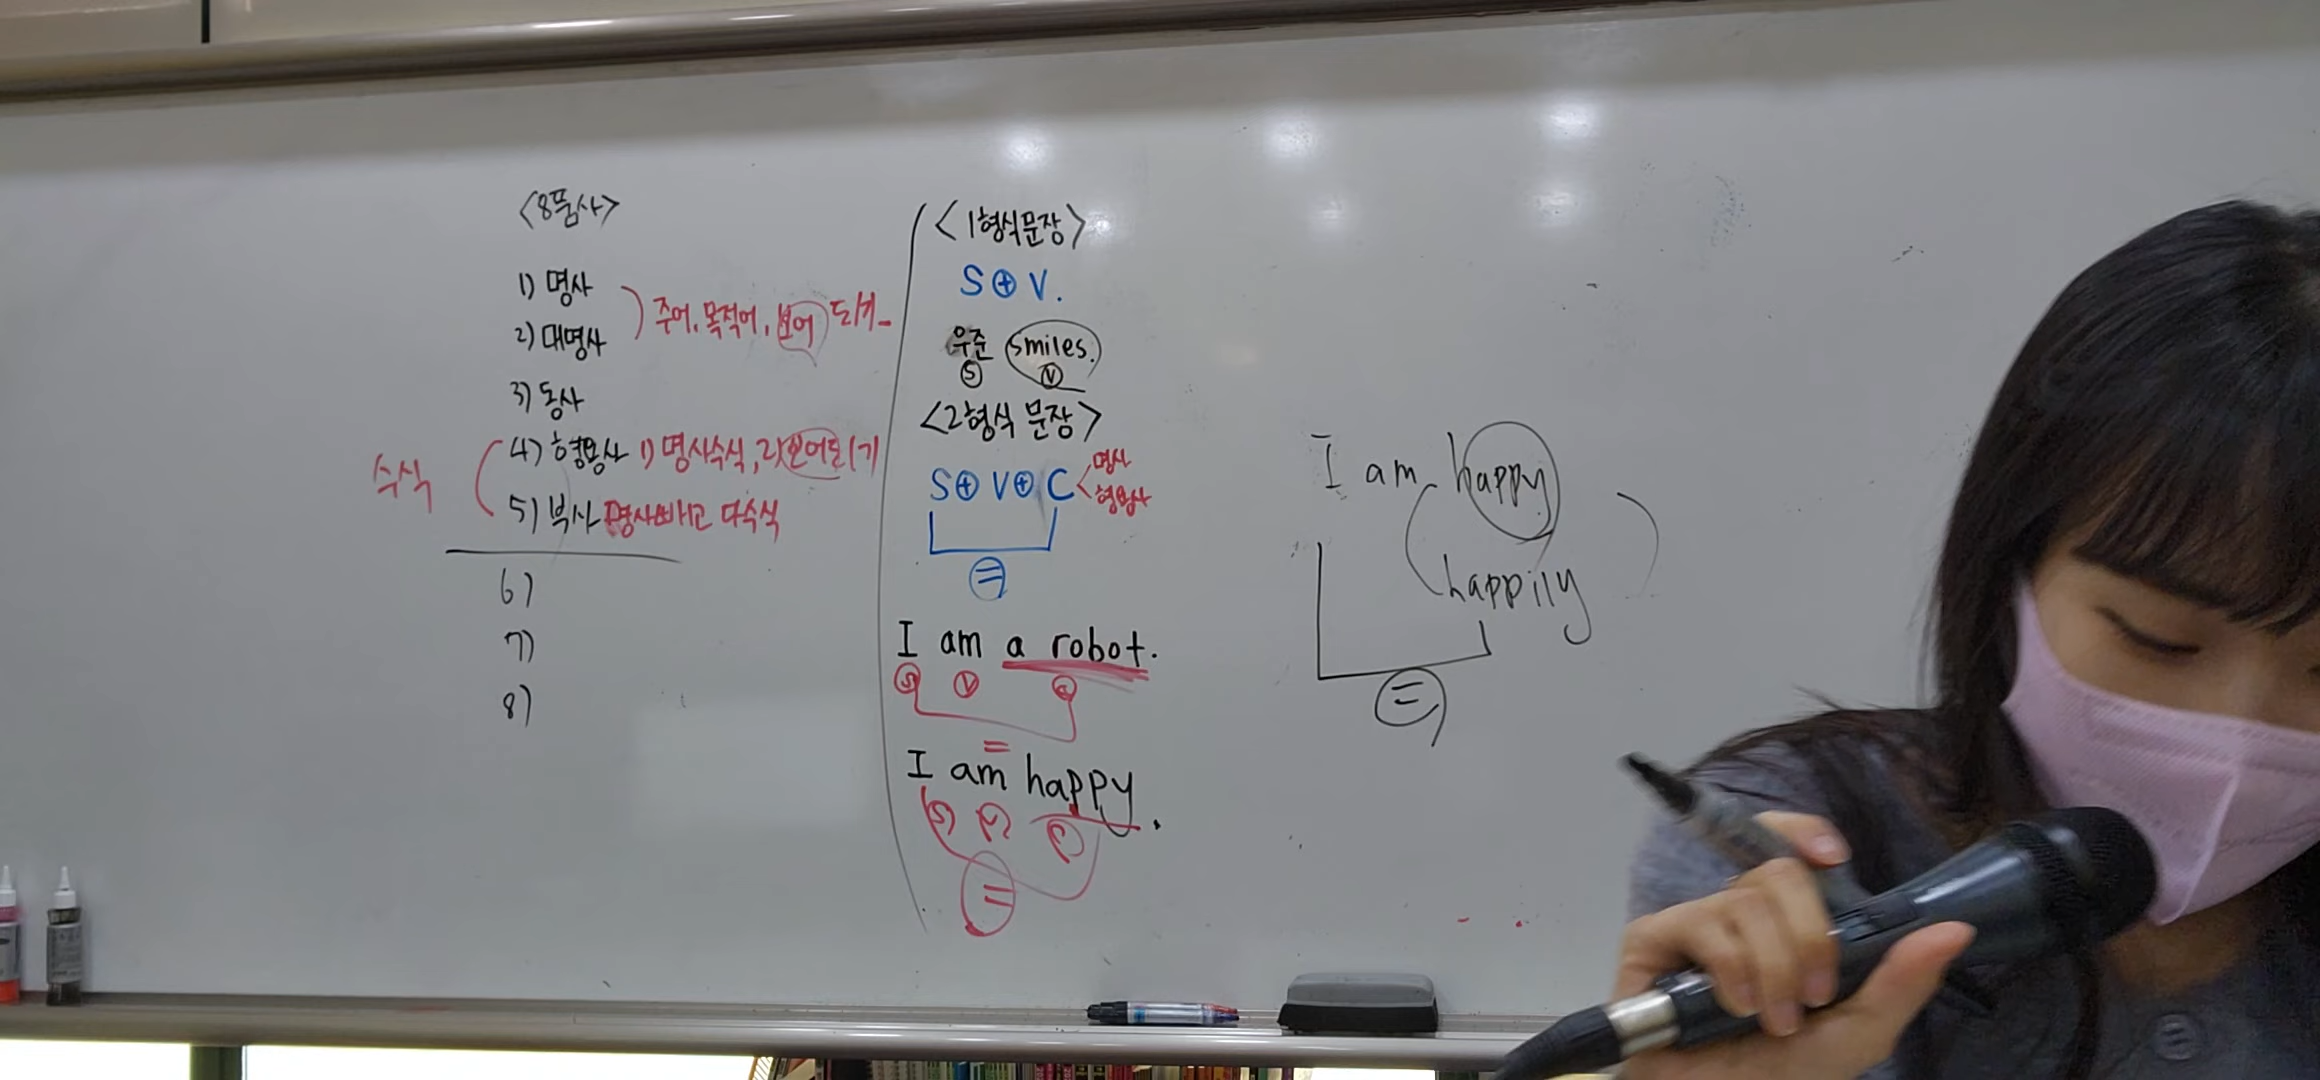 <8품사>
1) 명사
2) 대명사
주어, 목적어, 보어 되기
3) 동사
수식
4) 형용사 1) 명사수식, 2) 보어되기
5) 부사 명사빼고 다수식
6)
7)
8)
<1형식문장>
S + V.
우준 smiles.
S V
<2형식 문장>
S + V + C
명사
형용사
=
I am a robot.
S V C
=
I am happy.
S V C
=
I am happy
happily
=